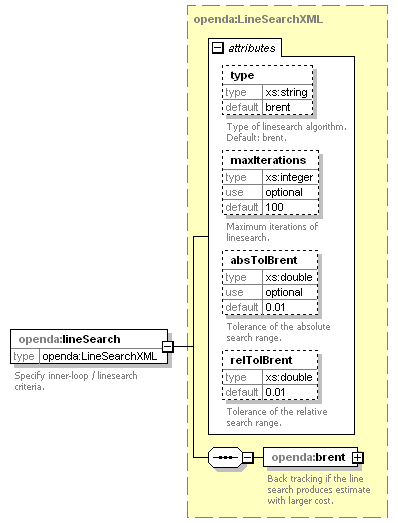 openda:LineSearchXML
attributes
type
type xs:string
default brent
Type of linesearch algorithm.
Default: brent.
maxIterations
type xs:integer
use optional
default 100
Maximum iterations of
linesearch.
absTolBrent
type xs:double
use optional
default 0.01
Tolerance of the absolute
search range.
openda:lineSearch
type openda:LineSearchXML
Specify inner-loop / linesearch
criteria.
relTolBrent
type xs:double
default 0.01
Tolerance of the relative
search range.
openda:brent
Back tracking if the line
search produces estimate
with larger cost.